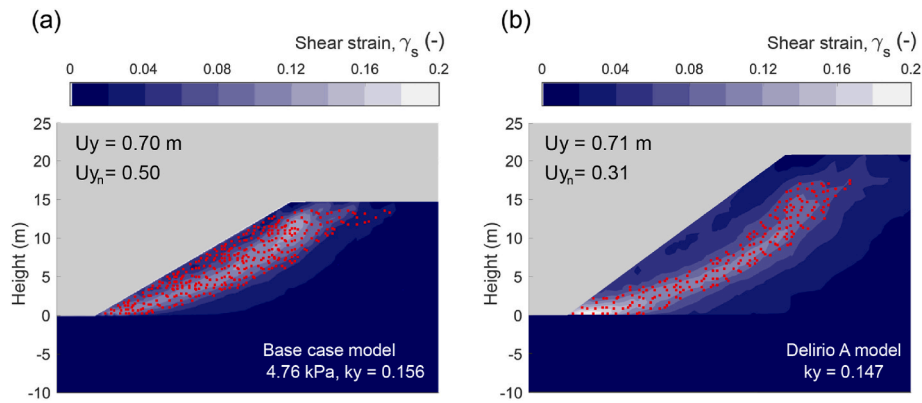 (a)
Shear strain, γs (-)
0 0.04 0.08 0.12 0.16 0.2
25
20
15
10
5
0
-5
-10
Height (m)
Uy = 0.70 m
Uyn = 0.50
Base case model
4.76 kPa, ky = 0.156
(b)
Shear strain, γs (-)
0 0.04 0.08 0.12 0.16 0.2
25
20
15
10
5
0
-5
-10
Height (m)
Uy = 0.71 m
Uyn = 0.31
Delirio A model
ky = 0.147